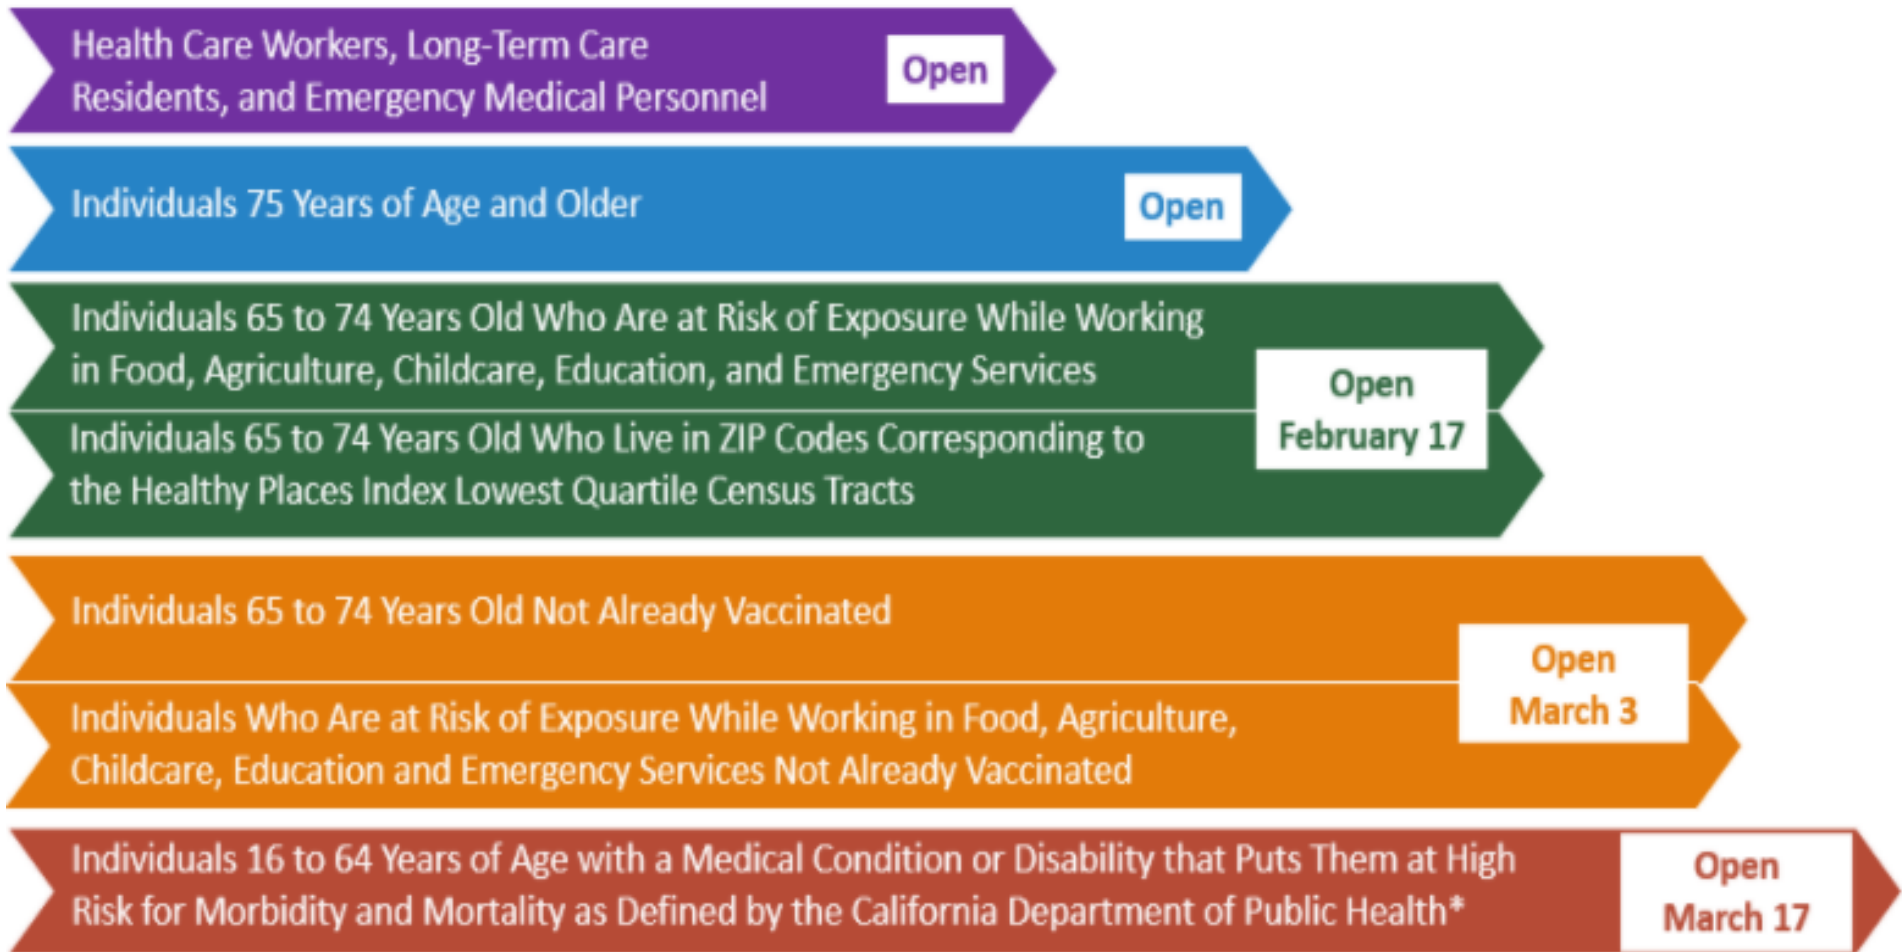 Health Care Workers, Long-Term Care
Residents, and Emergency Medical Personnel
Open
Individuals 75 Years of Age and Older
Open
Individuals 65 to 74 Years Old Who Are at Risk of Exposure While Working
in Food, Agriculture, Childcare, Education, and Emergency Services
Individuals 65 to 74 Years Old Who Live in ZIP Codes Corresponding to
the Healthy Places Index Lowest Quartile Census Tracts
Open
February 17
Individuals 65 to 74 Years Old Not Already Vaccinated
Individuals Who Are at Risk of Exposure While Working in Food, Agriculture,
Childcare, Education and Emergency Services Not Already Vaccinated
Open
March 3
Individuals 16 to 64 Years of Age with a Medical Condition or Disability that Puts Them at High
Risk for Morbidity and Mortality as Defined by the California Department of Public Health*
Open
March 17